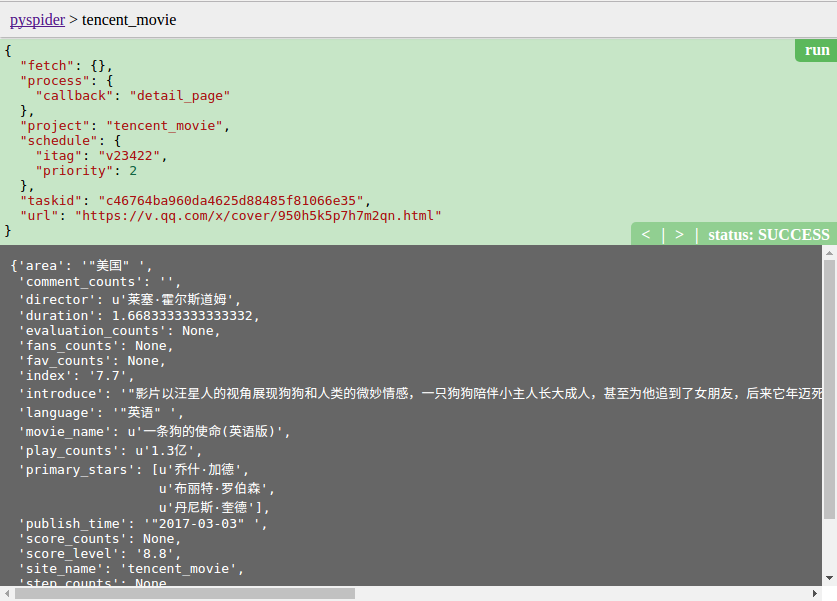 pyspider > tencent_movie
{
run
"fetch": {},
"process": {
"callback": "detail_page"
},
"project": "tencent_movie",
"schedule": {
"itag": "v23422",
"priority": 2
},
"taskid": "c46764ba960da4625d88485f81066e35",
"url": "https://v.qq.com/x/cover/950h5k5p7h7m2qn.html"
}
< | > | status: SUCCESS
{'area': '"美国" ',
'comment_counts': '',
'director': u'莱塞·霍尔斯道姆',
'duration': 1.6683333333333332,
'evaluation_counts': None,
'fans_counts': None,
'fav_counts': None,
'index': '7.7',
'introduce': '"影片以汪星人的视角展现狗狗和人类的微妙情感，一只狗狗陪伴小主人长大成人，甚至为他追到了女朋友，后来它年迈死
'language': '"英语" ',
'movie_name': u'一条狗的使命(英语版)',
'play_counts': u'1.3亿',
'primary_stars': [u'乔什·加德',
u'布丽特·罗伯森',
u'丹尼斯·奎德'],
'publish_time': '"2017-03-03" ',
'score_counts': None,
'score_level': '8.8',
'site_name': 'tencent_movie',
'step_counts': None,